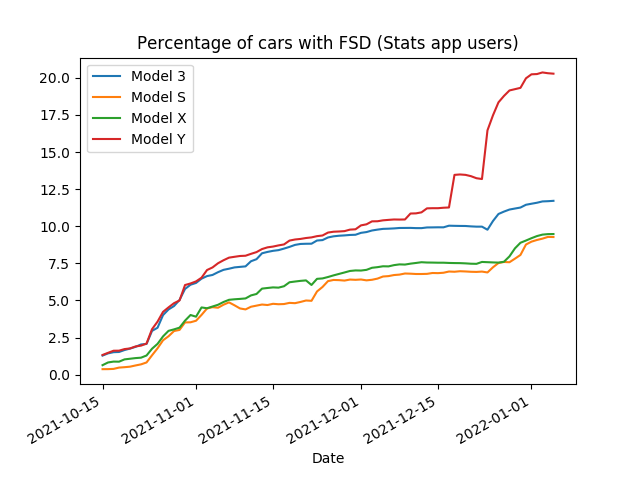 Percentage of cars with FSD (Stats app users)
Model 3
Model S
Model X
Model Y
20.0
17.5
15.0
12.5
10.0
7.5
5.0
2.5
0.0
2021-10-15
2021-11-01
2021-11-15
2021-12-01
2021-12-15
2022-01-01
Date